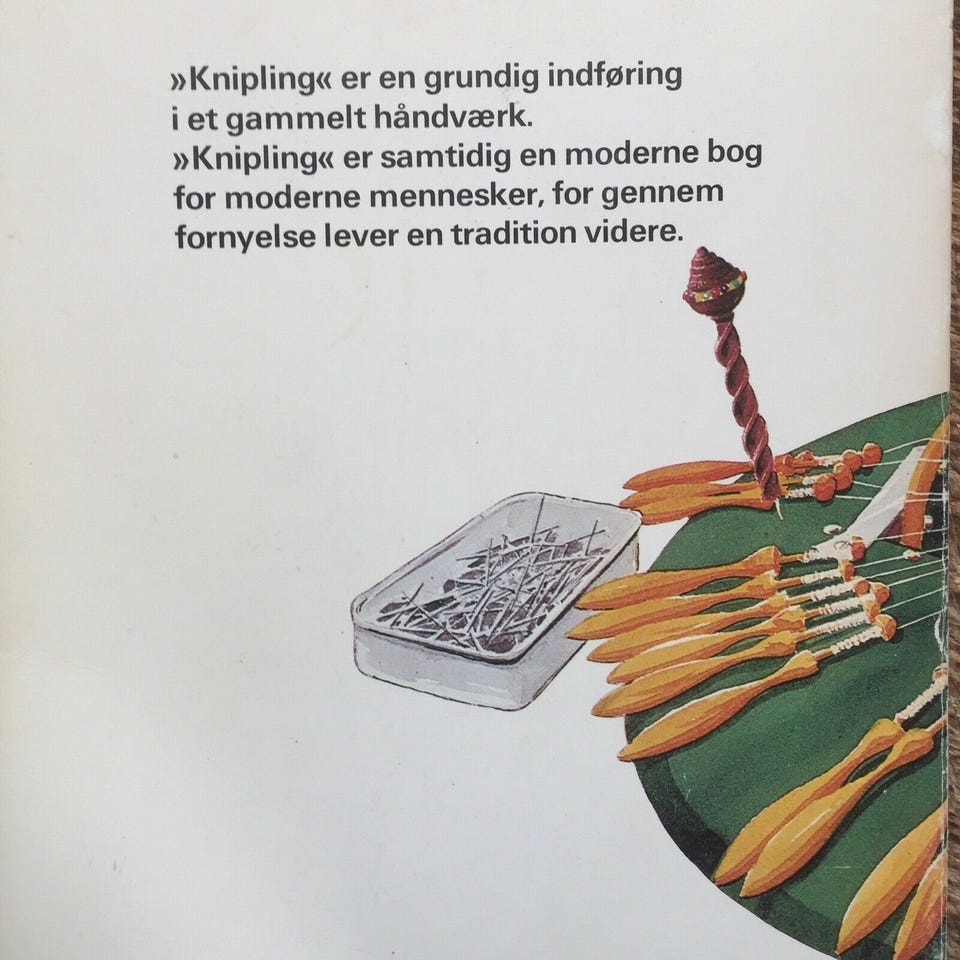 »Knipling« er en grundig indføring
i et gammelt håndværk.
»Knipling« er samtidig en moderne bog
for moderne mennesker, for gennem
fornyelse lever en tradition videre.